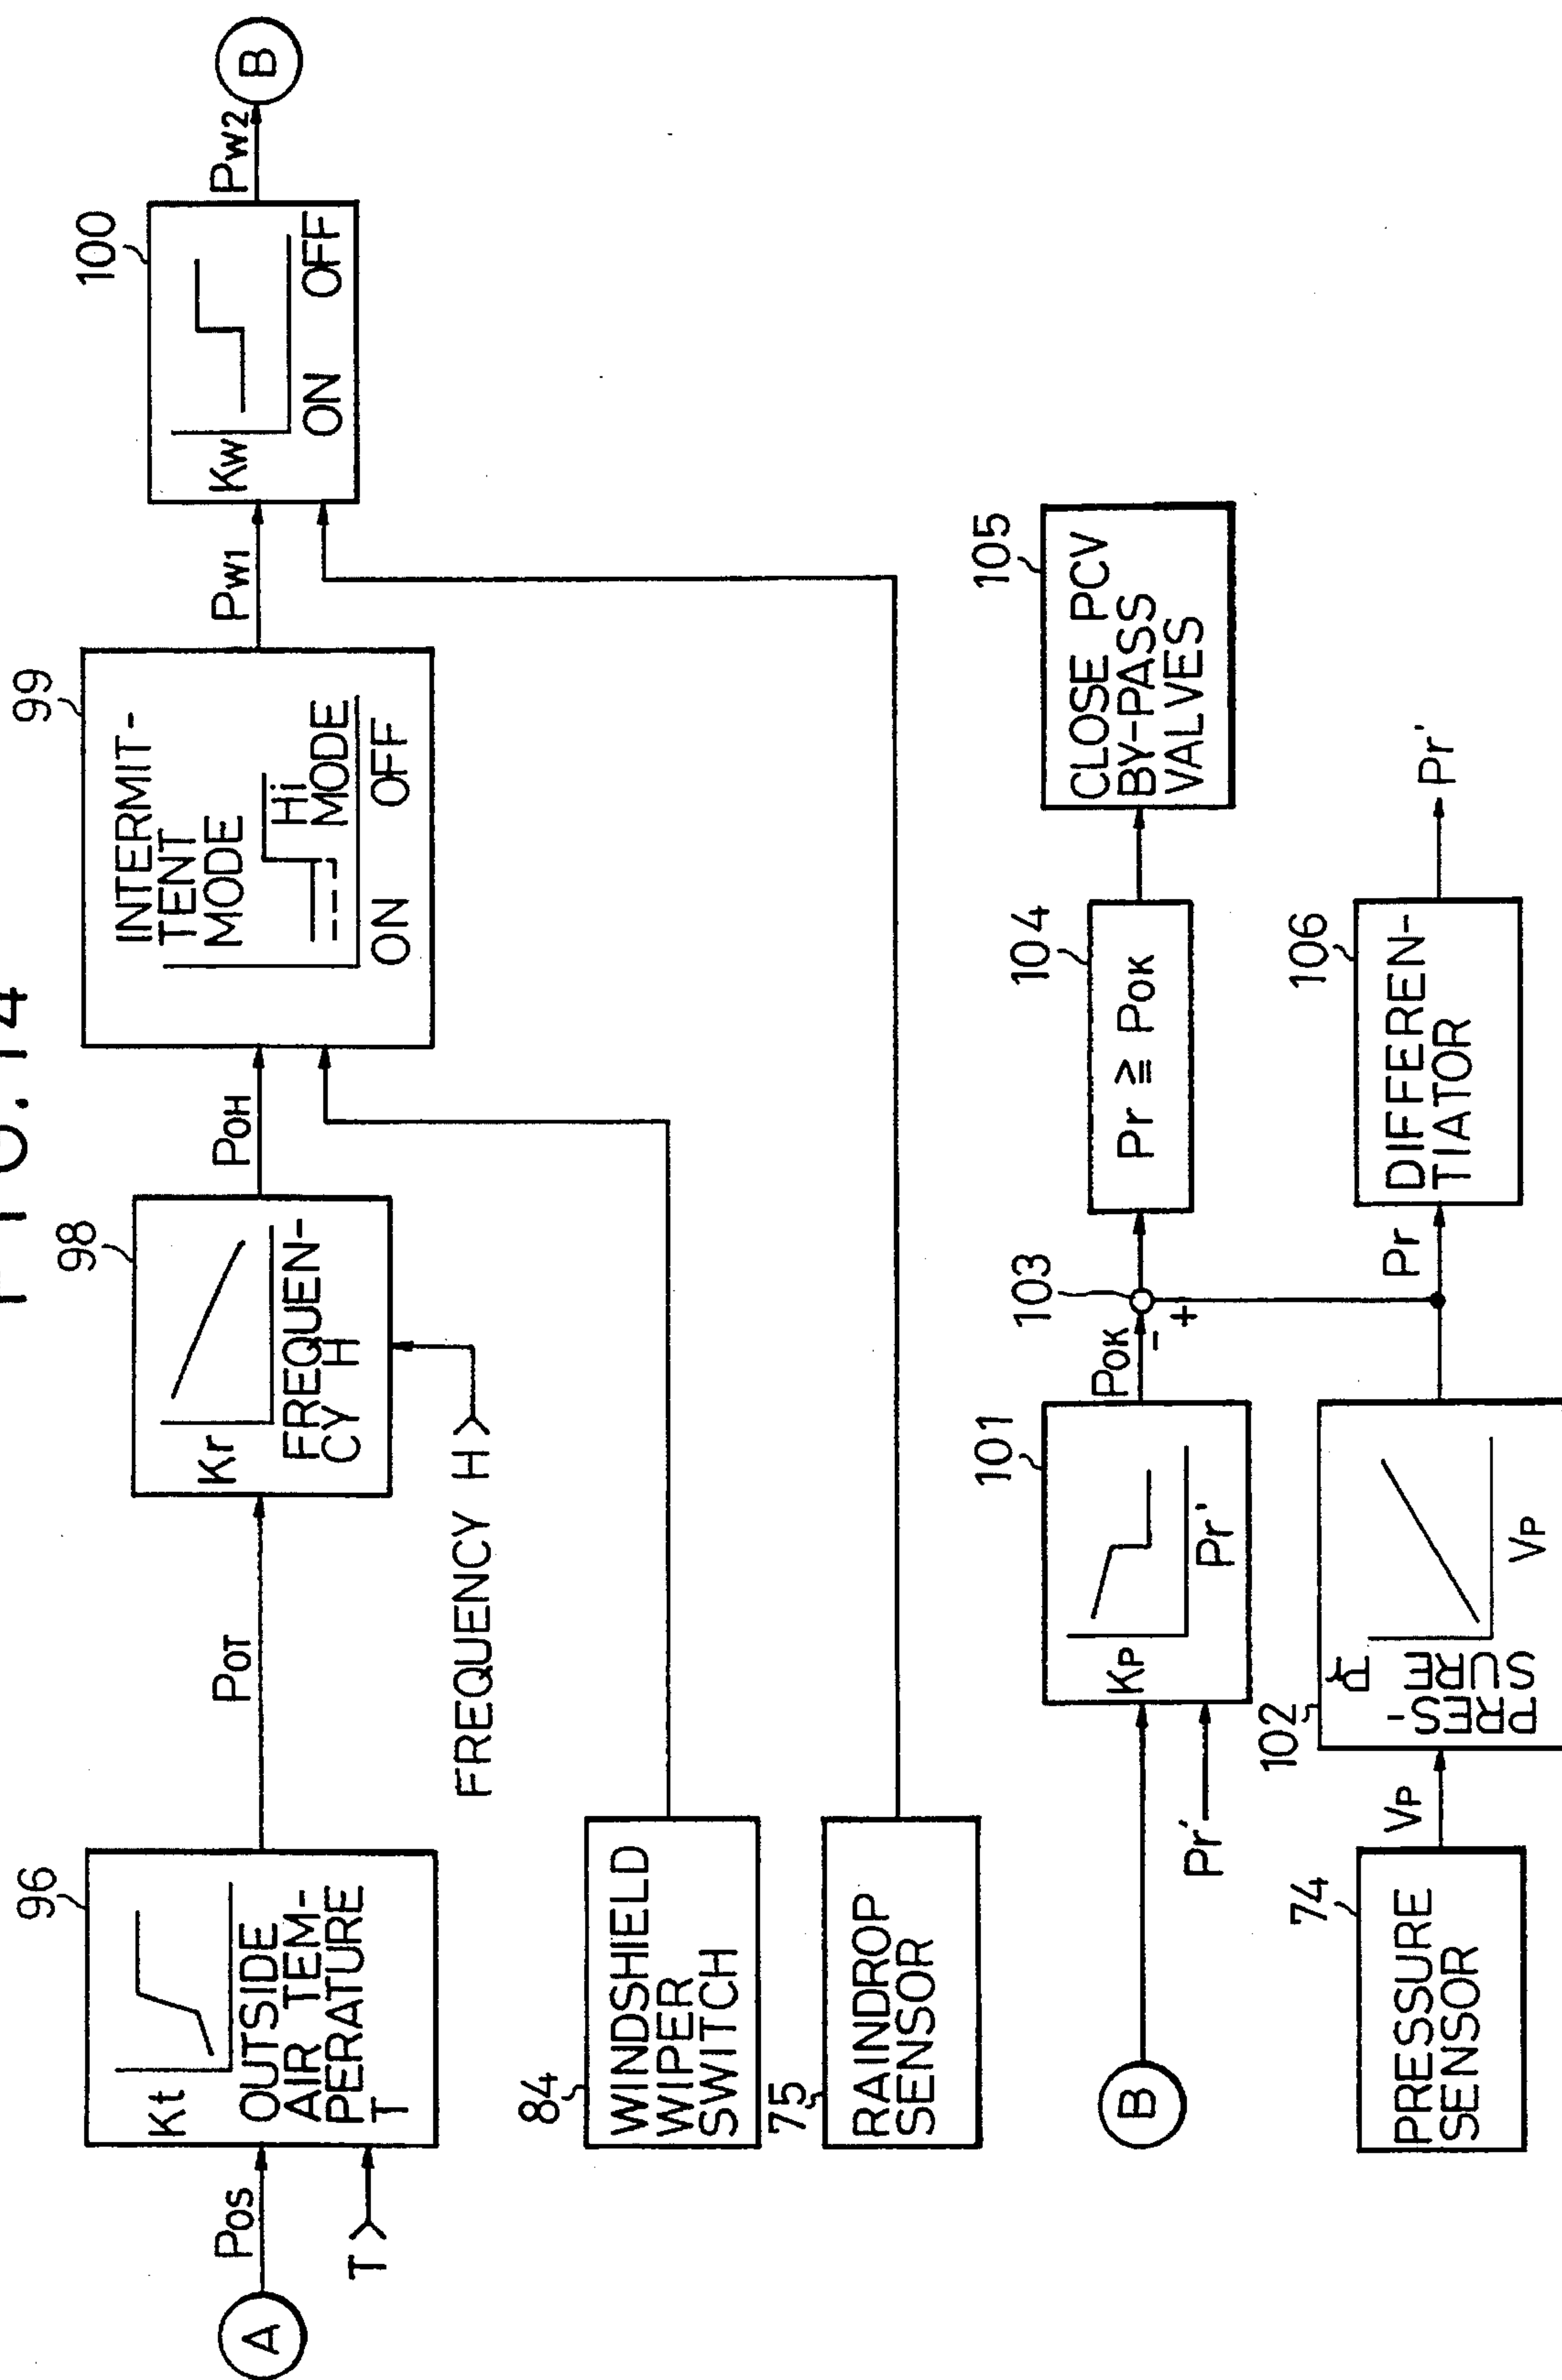 FIG.14
A
POS
T
96
Kt
OUTSIDE
AIR TEM-
PERATURE
T
POT
98
Kr
FREQUEN-
CY H
FREQUENCY H
POH
99
INTERMIT-
TENT
MODE
Hi
MODE
ON OFF
PW1
100
KW
ON OFF
PW2
B
84
WINDSHIELD
WIPER
SWITCH
75
RAINDROP
SENSOR
B
Pr'
101
KP
Pr'
POK
-
+
103
104
Pr ≧ POK
105
CLOSE PCV
BY-PASS
VALVES
74
PRESSURE
SENSOR
VP
102
PRES-
SURE
Pr
VP
Pr
106
DIFFEREN-
TIATOR
Pr'